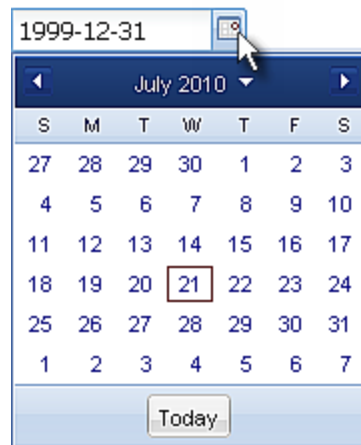 1999-12-31
July 2010
S M T W T F S
27 28 29 30 1 2 3
4 5 6 7 8 9 10
11 12 13 14 15 16 17
18 19 20 21 22 23 24
25 26 27 28 29 30 31
1 2 3 4 5 6 7
Today